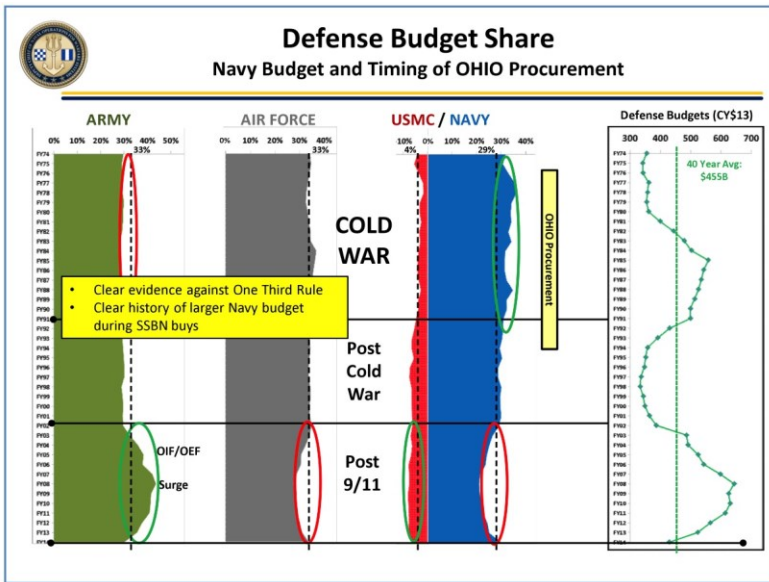 Defense Budget Share
Navy Budget and Timing of OHIO Procurement
ARMY
AIR FORCE
USMC / NAVY
Defense Budgets (CY$13)
0% 10% 20% 30% 40% 50%
33%
0% 10% 20% 30% 40%
33%
10% 0% 10% 20% 30% 40%
4%
29%
300 400 500 600 700
FY74
FY75
FY76
FY77
FY78
FY79
FY80
FY81
FY82
FY83
FY84
FY85
FY86
FY87
FY88
FY89
FY90
FY91
FY92
FY93
FY94
FY95
FY96
FY97
FY98
FY99
FY00
FY01
FY02
FY03
FY04
FY05
FY06
FY07
FY08
FY09
FY10
FY11
FY12
FY13
FY14
40 Year Avg:
$455B
COLD
WAR
OHIO Procurement
• Clear evidence against One Third Rule
• Clear history of larger Navy budget
during SSBN buys
Post
Cold
War
OIF/OEF
Surge
Post
9/11